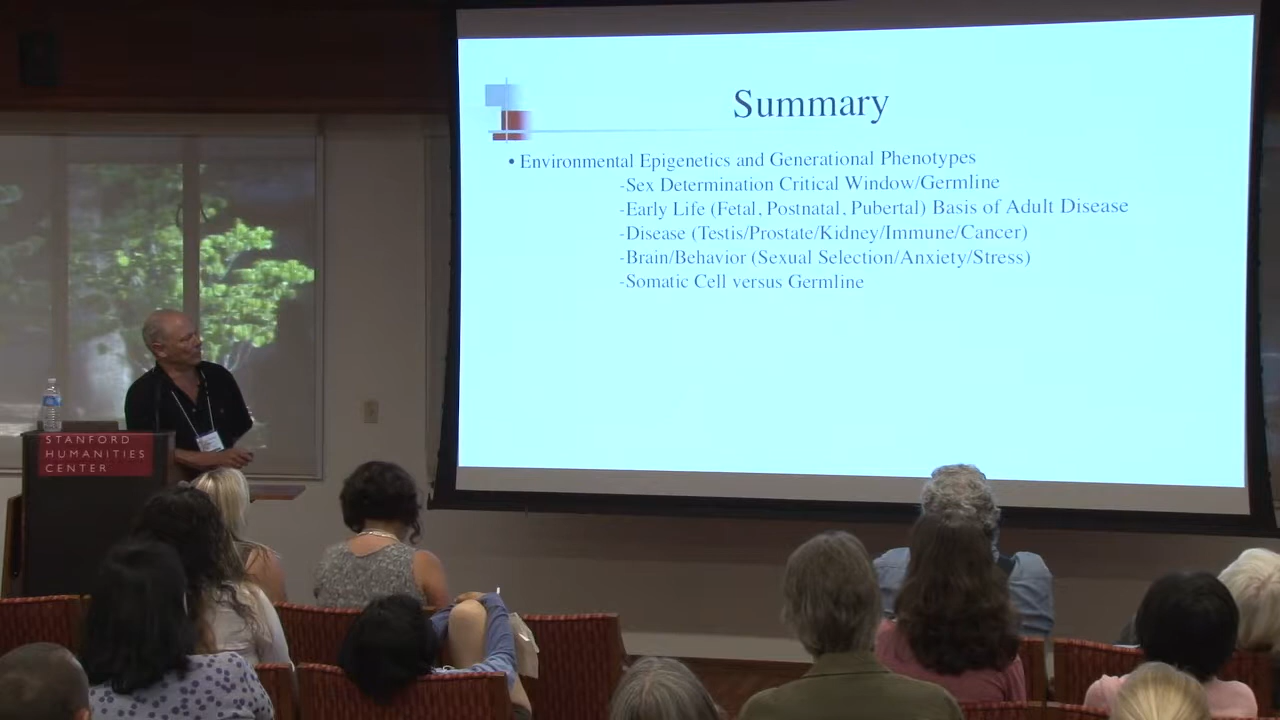 Summary
• Environmental Epigenetics and Generational Phenotypes
-Sex Determination Critical Window/Germline
-Early Life (Fetal, Postnatal, Pubertal) Basis of Adult Disease
-Disease (Testis/Prostate/Kidney/Immune/Cancer)
-Brain/Behavior (Sexual Selection/Anxiety/Stress)
-Somatic Cell versus Germline
STANFORD
HUMANITIES
CENTER